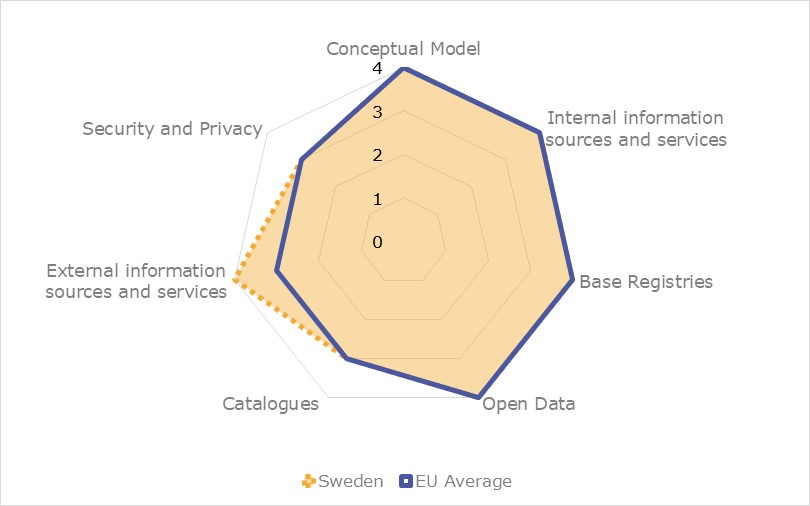 Conceptual Model
4
Internal information
sources and services
3
Security and Privacy
2
1
0
External information
sources and services
Base Registries
Catalogues
Open Data
Sweden
EU Average